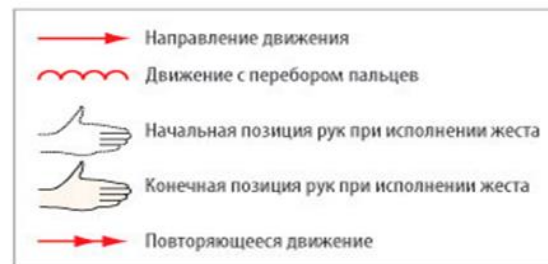 Направление движения
Движение с перебором пальцев
Начальная позиция рук при исполнении жеста
Конечная позиция рук при исполнении жеста
Повторяющееся движение